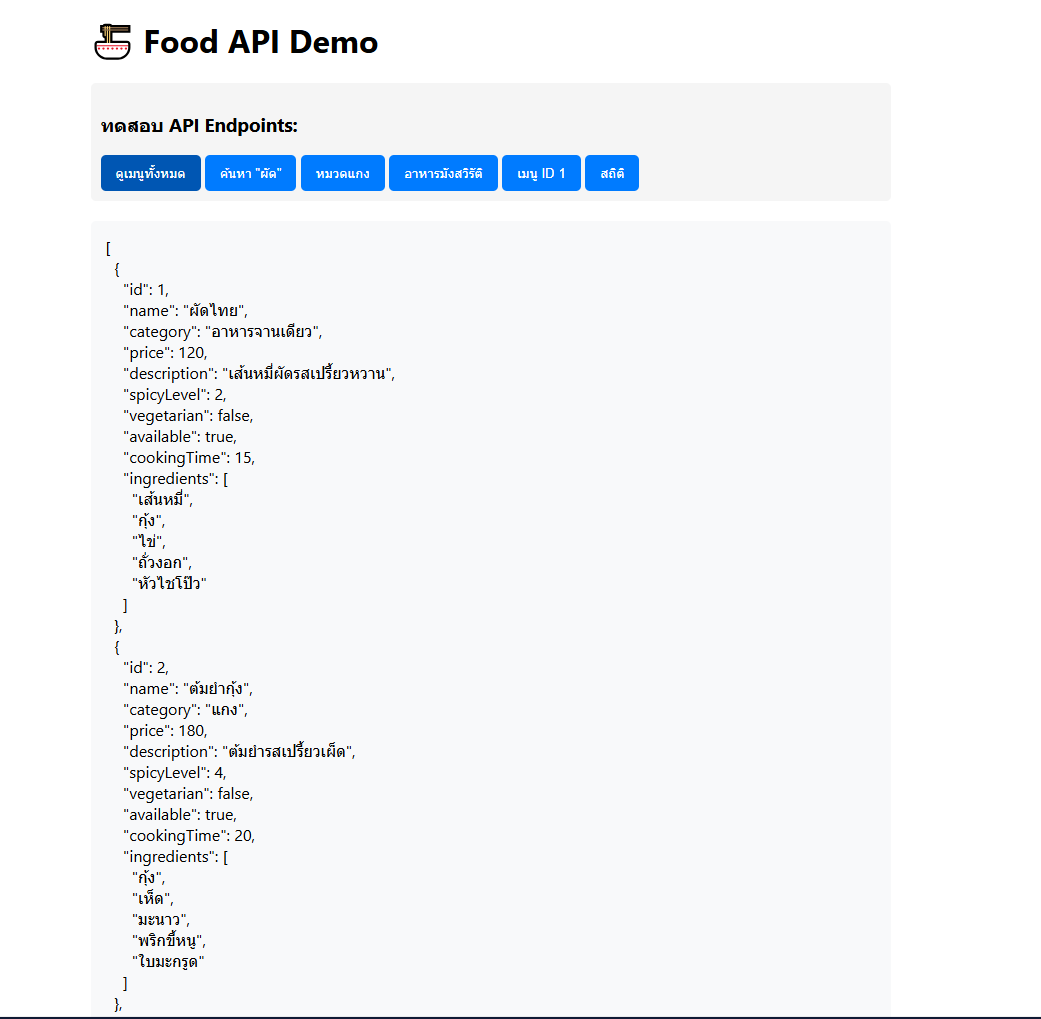 Food API Demo
ทดสอบ API Endpoints:
ดูเมนูทั้งหมด ค้นหา "ผัด" หมวดแกง อาหารมังสวิรัติ เมนู ID 1 สถิติ
[
{
"id": 1,
"name": "ผัดไทย",
"category": "อาหารจานเดียว",
"price": 120,
"description": "เส้นหมี่ผัดรสเปรี้ยวหวาน",
"spicyLevel": 2,
"vegetarian": false,
"available": true,
"cookingTime": 15,
"ingredients": [
"เส้นหมี่",
"กุ้ง",
"ไข่",
"ถั่วงอก",
"หัวไชโป๊ว"
]
},
{
"id": 2,
"name": "ต้มยำกุ้ง",
"category": "แกง",
"price": 180,
"description": "ต้มยำรสเปรี้ยวเผ็ด",
"spicyLevel": 4,
"vegetarian": false,
"available": true,
"cookingTime": 20,
"ingredients": [
"กุ้ง",
"เห็ด",
"มะนาว",
"พริกขี้หนู",
"ใบมะกรูด"
]
},